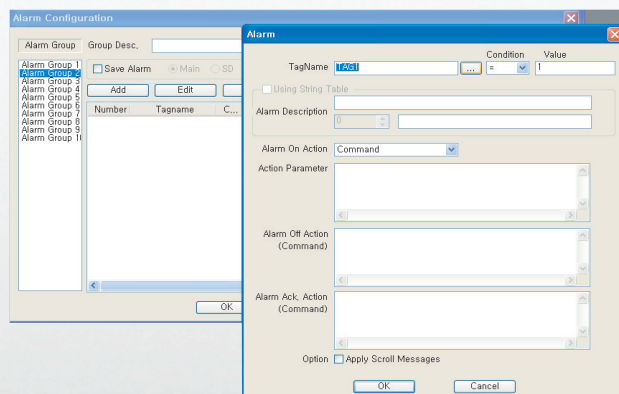 Alarm Configuration
Alarm Group
Group Desc.
Alarm Group 1
Alarm Group 2
Alarm Group 3
Alarm Group 4
Alarm Group 5
Alarm Group 6
Alarm Group 7
Alarm Group 8
Alarm Group 9
Alarm Group 10
Save Alarm Main SD
Add Edit
Number Tagname C...
OK
Alarm
Condition Value
TagName TAG1 ... = 1
Using String Table
Alarm Description
0
Alarm On Action Command
Action Parameter
Alarm Off Action
(Command)
Alarm Ack, Action
(Command)
Option Apply Scroll Messages
OK Cancel